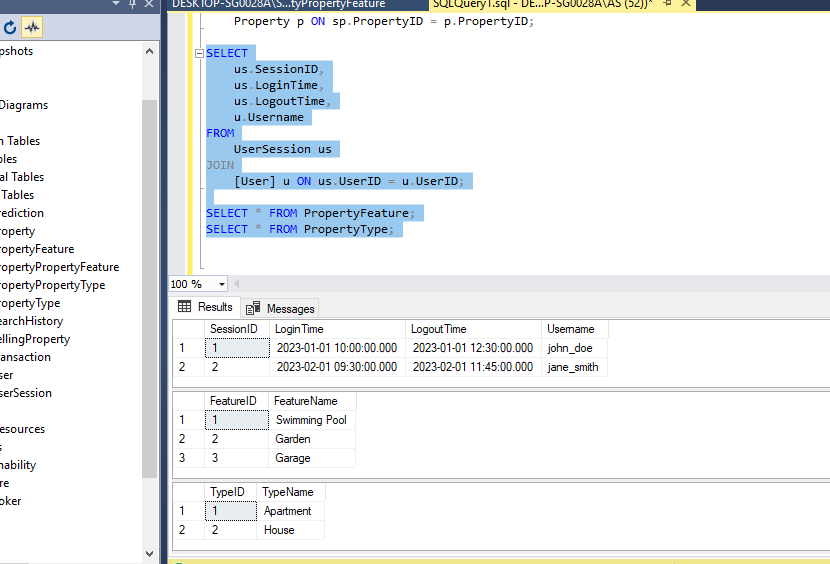 DESKTOP-SG0028A\S...tyPropertyFeature
SQLQuery1.sql - DE...P-SG0028A\AS (52))*
Property p ON sp.PropertyID = p.PropertyID;
SELECT
us.SessionID,
us.LoginTime,
us.LogoutTime,
u.Username
FROM
UserSession us
JOIN
[User] u ON us.UserID = u.UserID;
SELECT * FROM PropertyFeature;
SELECT * FROM PropertyType;
pshots
Diagrams
n Tables
les
al Tables
Tables
rediction
operty
opertyFeature
opertyPropertyFeature
opertyPropertyType
opertyType
earchHistory
ellingProperty
ansaction
ser
serSession
esources
s
nability
re
oker
100 %
Results
Messages
SessionID LoginTime LogoutTime Username
1 1 2023-01-01 10:00:00.000 2023-01-01 12:30:00.000 john_doe
2 2 2023-02-01 09:30:00.000 2023-02-01 11:45:00.000 jane_smith
FeatureID FeatureName
1 1 Swimming Pool
2 2 Garden
3 3 Garage
TypeID TypeName
1 1 Apartment
2 2 House